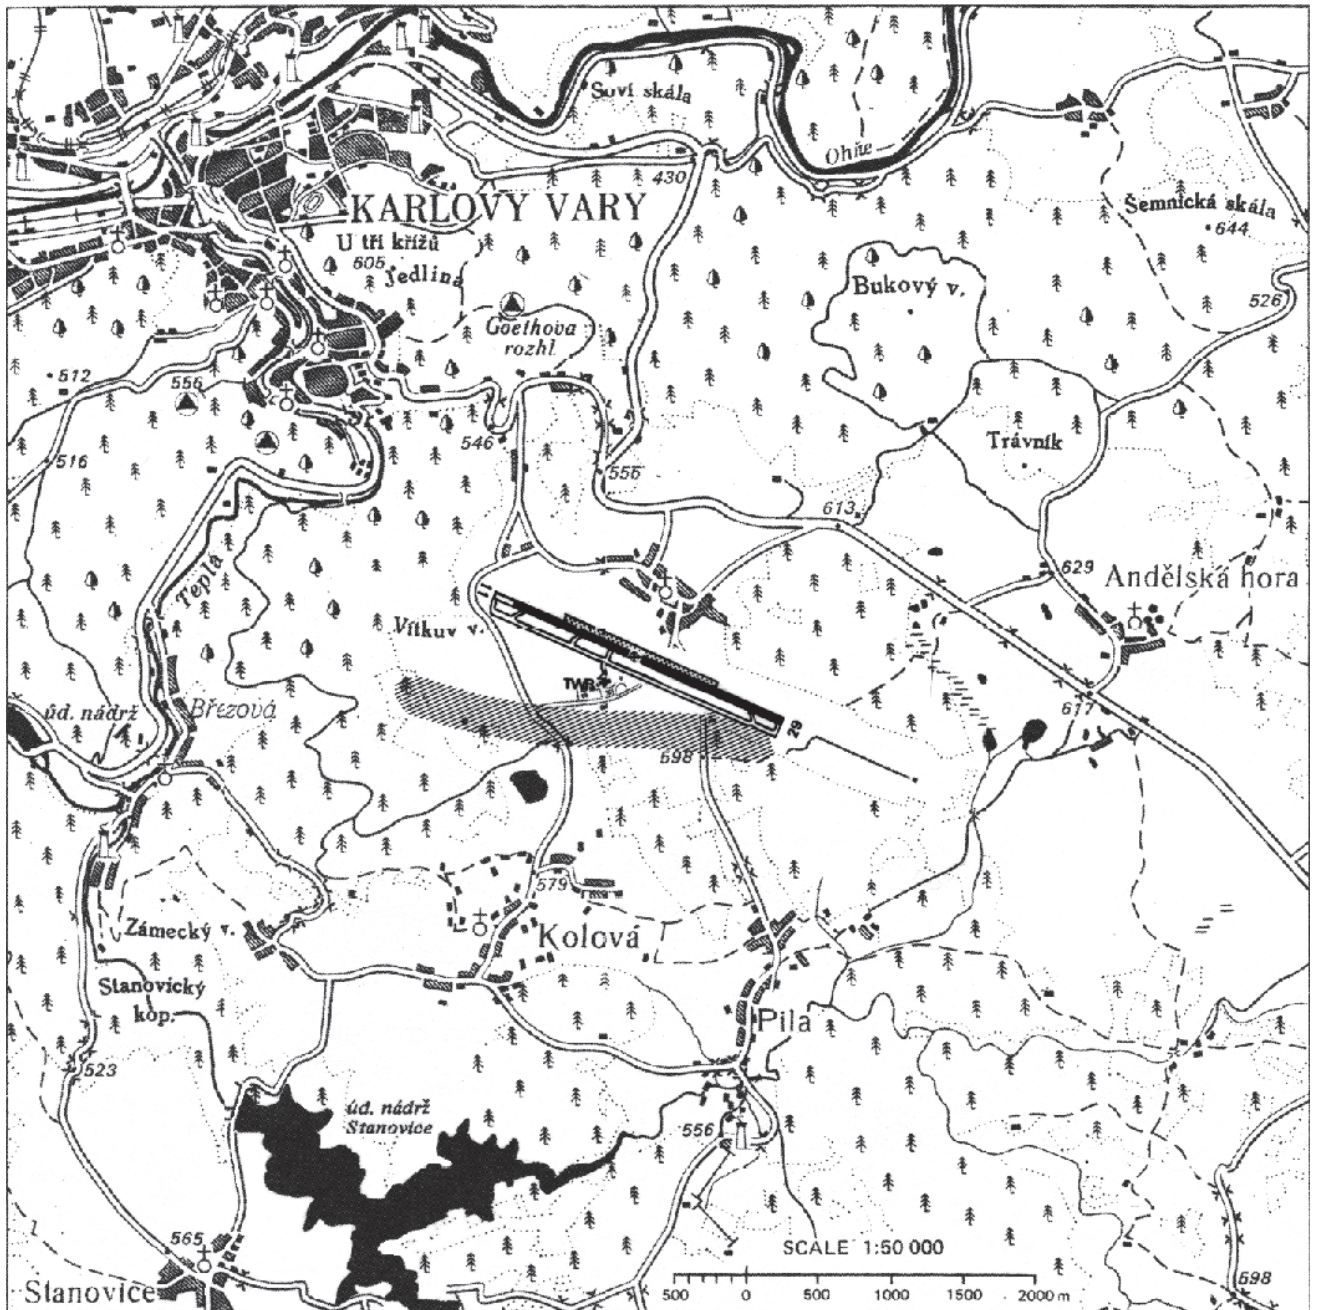 Soví skála
Ohře
430
KARLOVY VARY
Šemnická skála
644
U tří křížů
605
Jedlina
Bukový v.
526
Goethova
rozhl.
512
556
546
Trávník
516
556
613
629
Andělská hora
Teplá
Vítkuv v.
TWR
Březová
úd. nádrž
29
617
598
579
Zámecký v.
Kolová
Stanovický
kop.
Pila
523
úd. nádrž
Stanovice
556
565
SCALE 1:50 000
Stanovice
598
500 0 500 1000 1500 2000 m